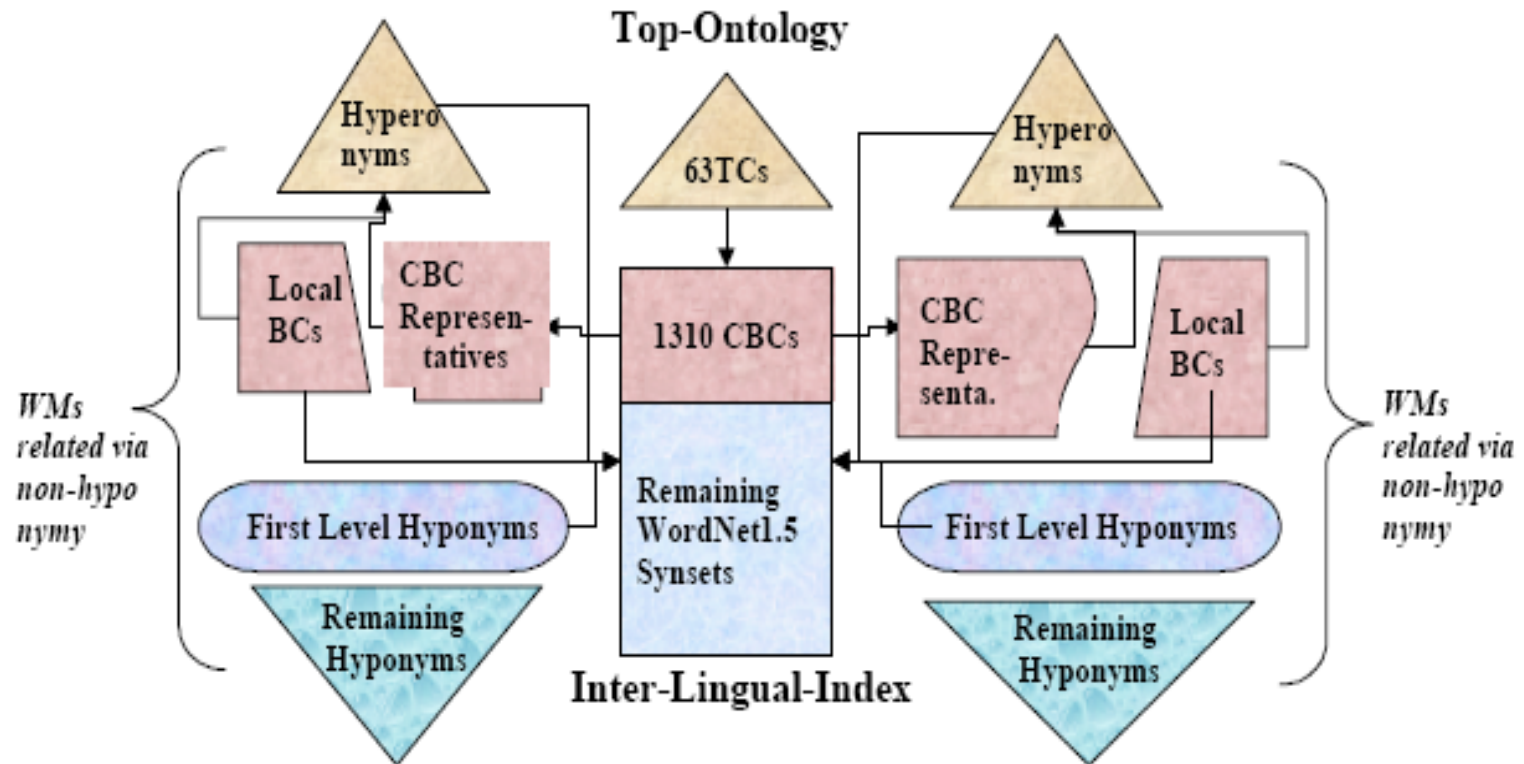 Top-Ontology
Hypero
nyms
63TCs
Hypero
nyms
Local
BCs
CBC
Represen-
tatives
1310 CBCs
CBC
Repre-
senta.
Local
BCs
WMs
related via
non-hypo
nymy
First Level Hyponyms
Remaining
WordNet1.5
Synsets
First Level Hyponyms
WMs
related via
non-hypo
nymy
Remaining
Hyponyms
Remaining
Hyponyms
Inter-Lingual-Index